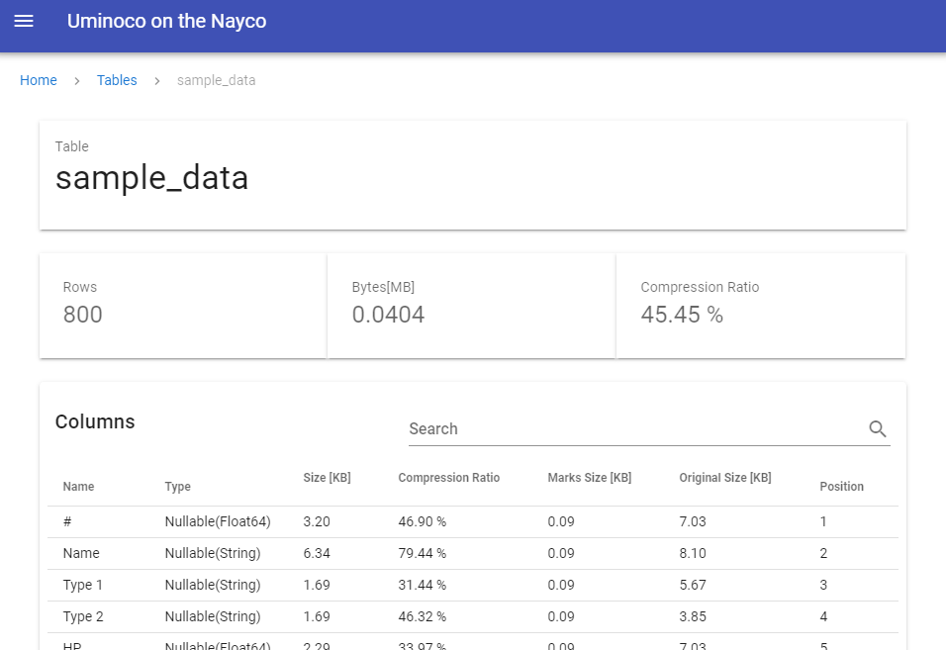 Uminoco on the Nayco
Home > Tables > sample_data
Table
sample_data
Rows Bytes[MB] Compression Ratio
800 0.0404 45.45 %
Columns Search
Name Type Size [KB] Compression Ratio Marks Size [KB] Original Size [KB] Position
# Nullable(Float64) 3.20 46.90 % 0.09 7.03 1
Name Nullable(String) 6.34 79.44 % 0.09 8.10 2
Type 1 Nullable(String) 1.69 31.44 % 0.09 5.67 3
Type 2 Nullable(String) 1.69 46.32 % 0.09 3.85 4
HP Nullable(Float64) 2.29 33.97 % 0.09 7.03 5